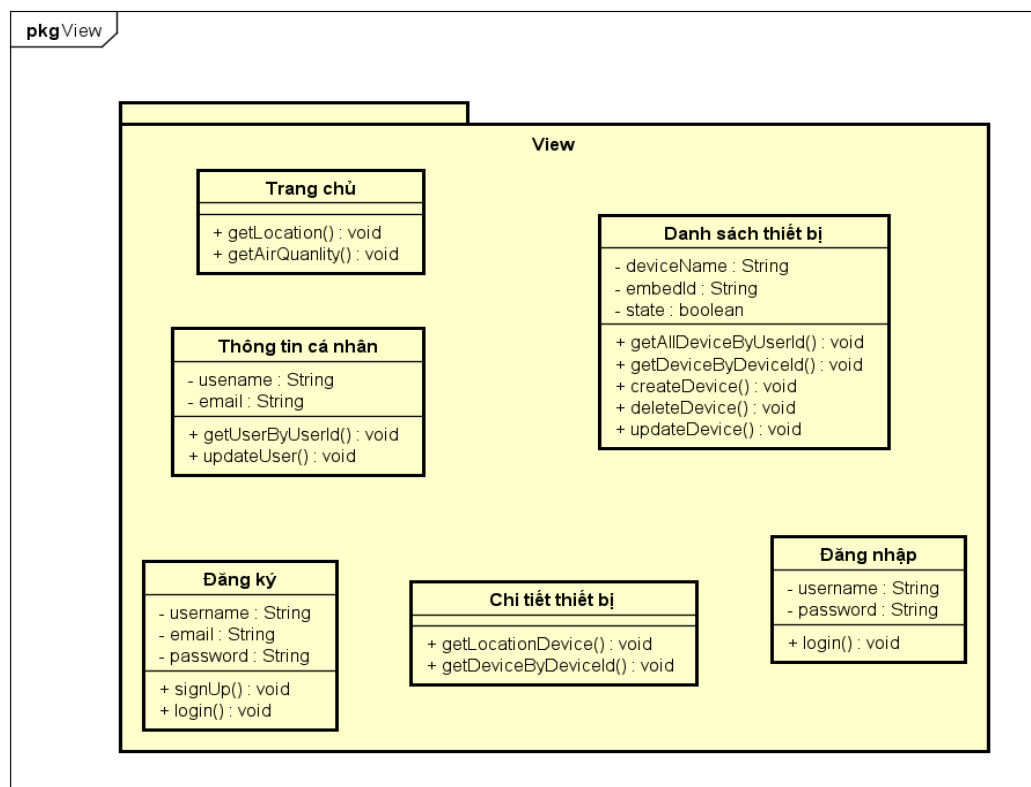 pkg View
View
Trang chủ
+ getLocation() : void
+ getAirQuanlity() : void
Danh sách thiết bị
- deviceName : String
- embedId : String
- state : boolean
+ getAllDeviceByUserId() : void
+ getDeviceByDeviceId() : void
+ createDevice() : void
+ deleteDevice() : void
+ updateDevice() : void
Thông tin cá nhân
- usename : String
- email : String
+ getUserByUserId() : void
+ updateUser() : void
Đăng ký
- username : String
- email : String
- password : String
+ signUp() : void
+ login() : void
Chi tiết thiết bị
+ getLocationDevice() : void
+ getDeviceByDeviceId() : void
Đăng nhập
- username : String
- password : String
+ login() : void